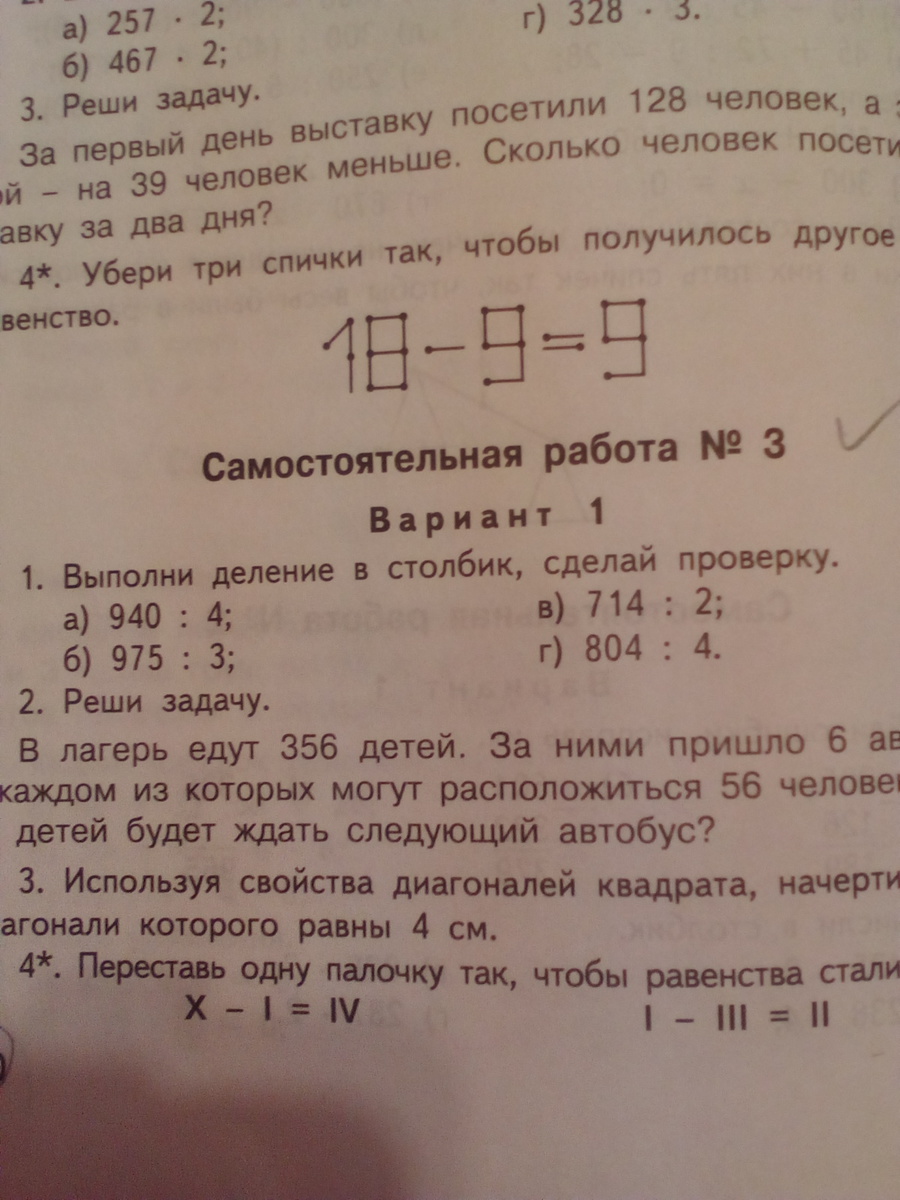 а) 257 · 2;
г) 328 · 3.
б) 467 · 2;
3. Реши задачу.
За первый день выставку посетили 128 человек, а
ой – на 39 человек меньше. Сколько человек посети
авку за два дня?
4*. Убери три спички так, чтобы получилось другое
венство.
18 – 9 = 9
Самостоятельная работа № 3
Вариант 1
1. Выполни деление в столбик, сделай проверку.
а) 940 : 4; в) 714 : 2;
б) 975 : 3; г) 804 : 4.
2. Реши задачу.
В лагерь едут 356 детей. За ними пришло 6 ав
каждом из которых могут расположиться 56 человек
детей будет ждать следующий автобус?
3. Используя свойства диагоналей квадрата, начерти
агонали которого равны 4 см.
4*. Переставь одну палочку так, чтобы равенства стали
X – I = IV I – III = II